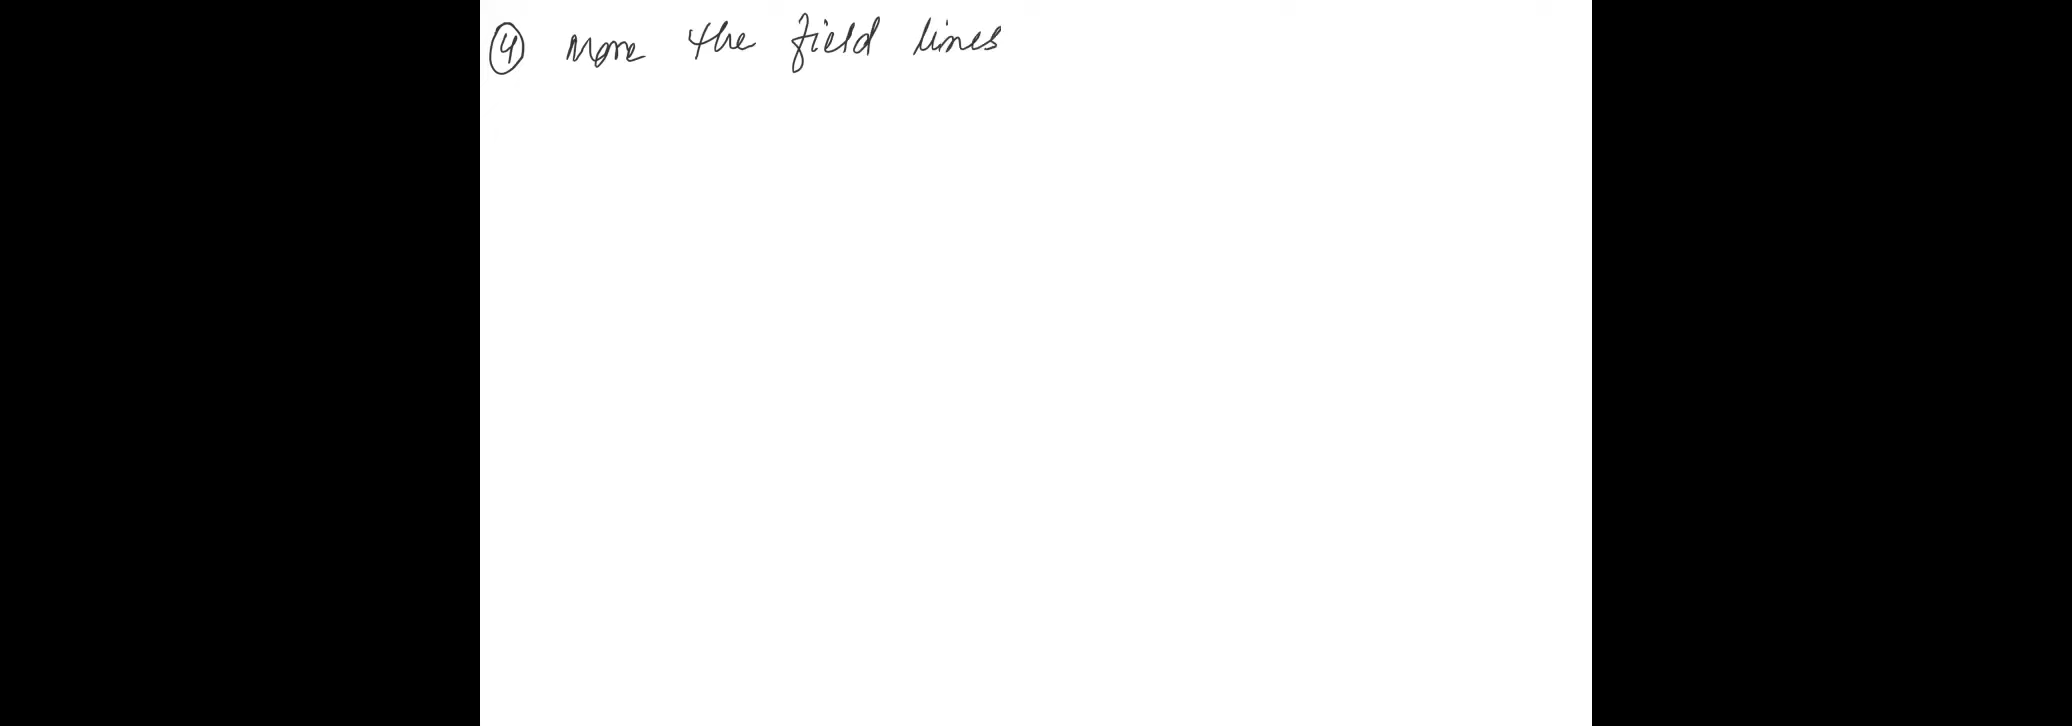 ④ More the field lines